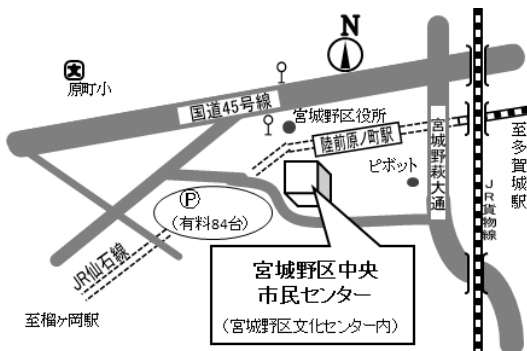 N
原町小
国道45号線
宮城野区役所
陸前原ノ町駅
ピボット
宮城野萩大通
至多賀城駅
JR貨物線
P
(有料84台)
JR仙石線
至榴ヶ岡駅
宮城野区中央
市民センター
(宮城野区文化センター内)